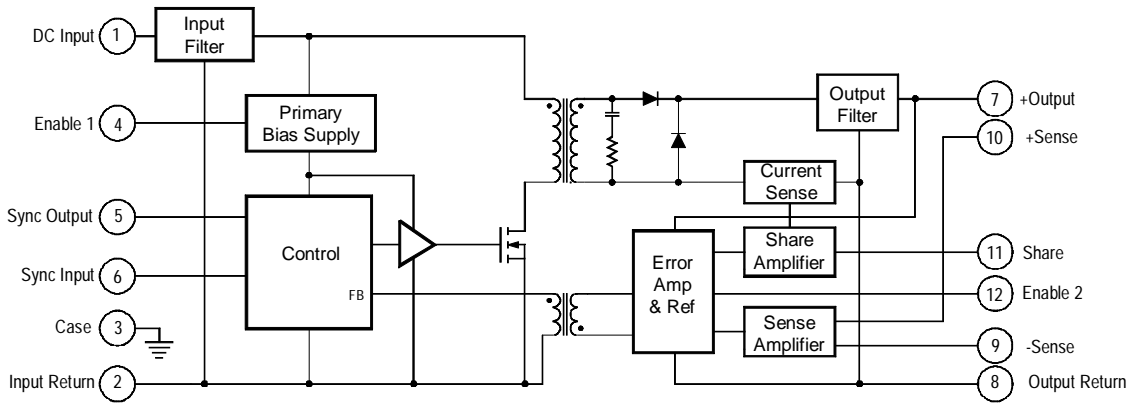 DC Input
1
Input
Filter
Enable 1
4
Primary
Bias Supply
Sync Output
5
Sync Input
6
Control
FB
Case
3
Input Return
2
Output
Filter
7
+Output
10
+Sense
Current
Sense
Error
Amp
& Ref
Share
Amplifier
11
Share
12
Enable 2
Sense
Amplifier
9
-Sense
8
Output Return